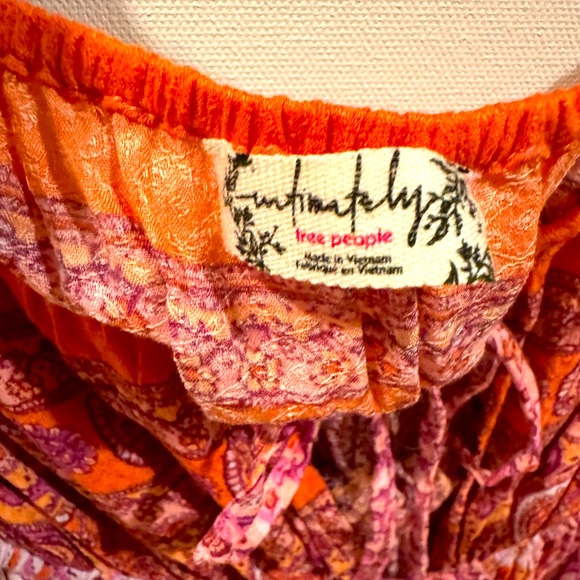 intimately
free people
Made in Vietnam
Fabriqué en Vietnam